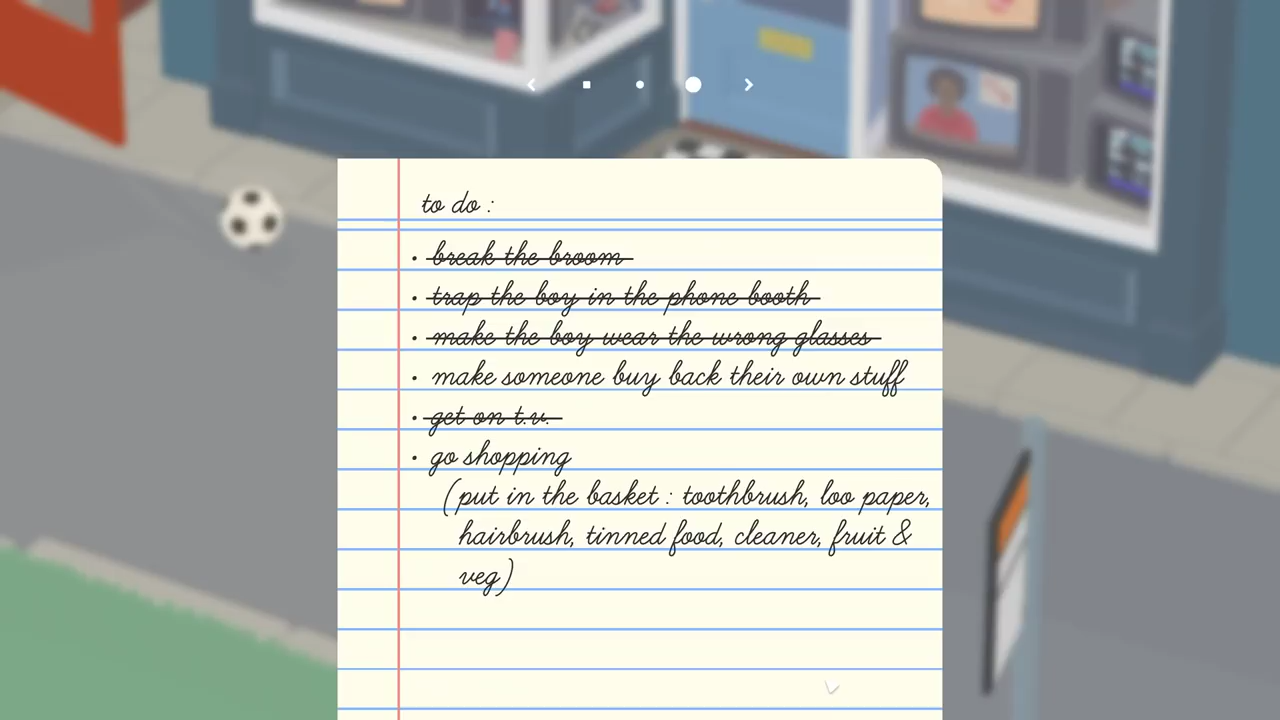 to do :
• break the broom
• trap the boy in the phone booth
• make the boy wear the wrong glasses
• make someone buy back their own stuff
• get on t.v.
• go shopping
(put in the basket : toothbrush, loo paper,
hairbrush, tinned food, cleaner, fruit &
veg)